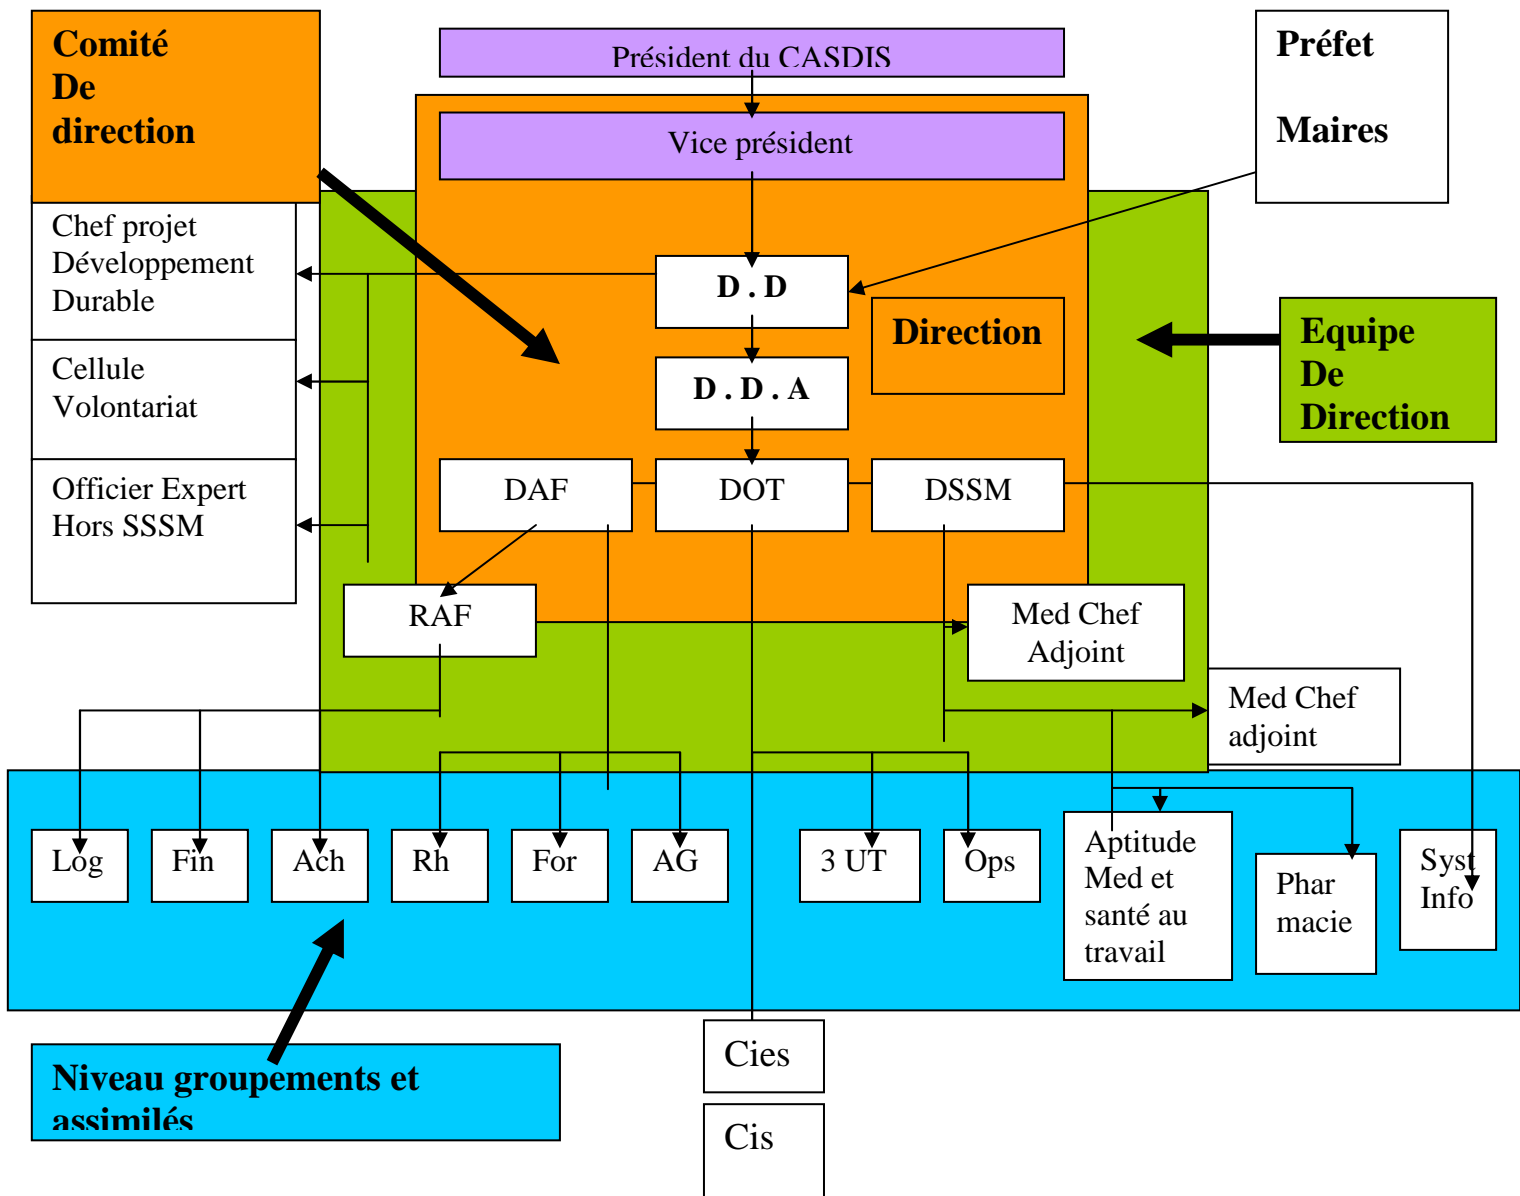 Comité
De
direction
Président du CASDIS
Préfet
Maires
Vice président
Chef projet
Développement
Durable
D . D
Direction
Equipe
De
Direction
Cellule
Volontariat
D . D . A
Officier Expert
Hors SSSM
DAF
DOT
DSSM
RAF
Med Chef
Adjoint
Med Chef
adjoint
Log
Fin
Ach
Rh
For
AG
3 UT
Ops
Aptitude
Med et
santé au
travail
Phar
macie
Syst
Info
Niveau groupements et
assimilés
Cies
Cis